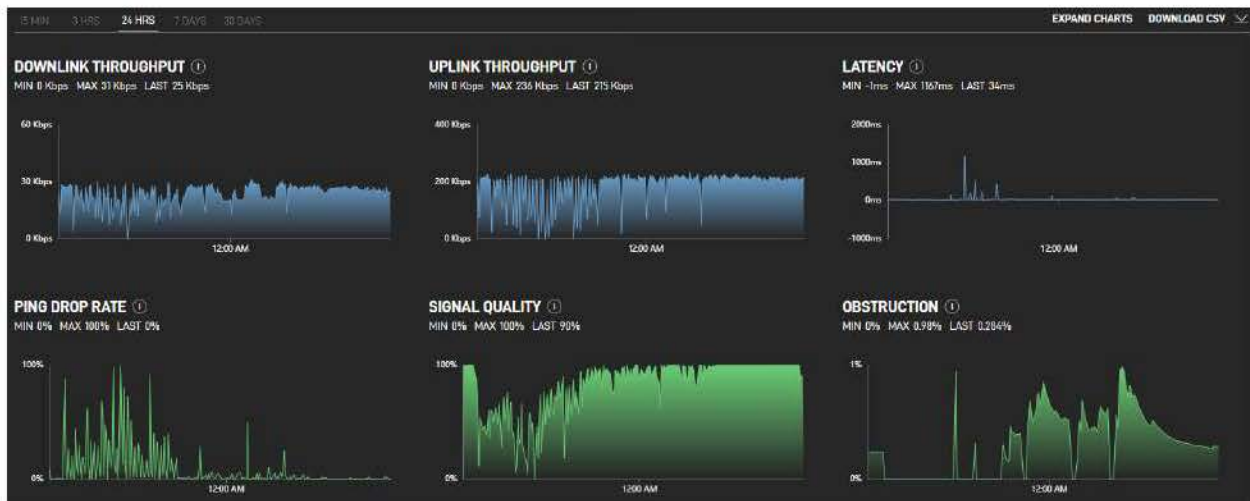 15 MIN 3 HRS 24 HRS 7 DAYS 30 DAYS EXPAND CHARTS DOWNLOAD CSV
DOWNLINK THROUGHPUT
MIN 0 Kbps MAX 31 Kbps LAST 25 Kbps
60 Kbps
30 Kbps
0 Kbps
12:00 AM
UPLINK THROUGHPUT
MIN 0 Kbps MAX 236 Kbps LAST 215 Kbps
400 Kbps
200 Kbps
0 Kbps
12:00 AM
LATENCY
MIN -1ms MAX 1167ms LAST 34ms
2000ms
1000ms
0ms
-1000ms
12:00 AM
PING DROP RATE
MIN 0% MAX 100% LAST 0%
100%
0%
12:00 AM
SIGNAL QUALITY
MIN 0% MAX 100% LAST 90%
100%
0%
12:00 AM
OBSTRUCTION
MIN 0% MAX 0.98% LAST 0.284%
1%
0%
12:00 AM